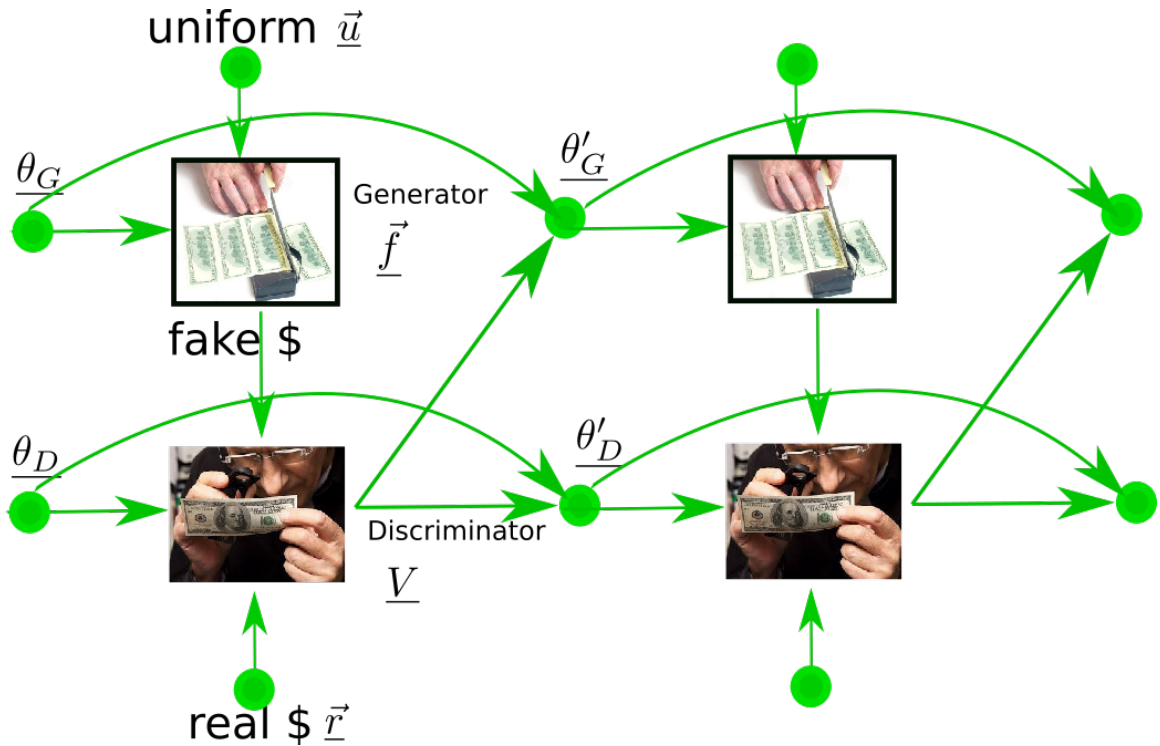 uniform u⃗
θ_G
Generator
f⃗
θ′_G
fake $
θ_D
Discriminator
V
θ′_D
real $ r⃗